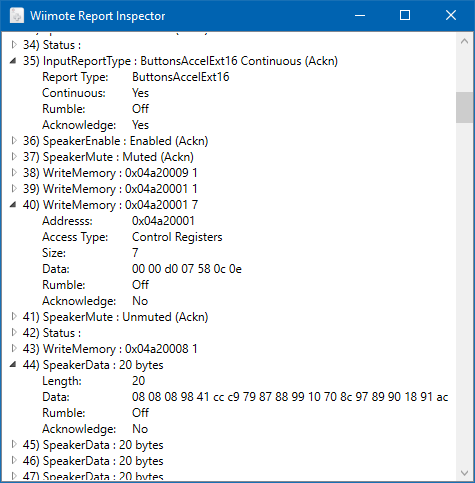 Wiimote Report Inspector
34) Status :
35) InputReportType : ButtonsAccelExt16 Continuous (Ackn)
Report Type: ButtonsAccelExt16
Continuous: Yes
Rumble: Off
Acknowledge: Yes
36) SpeakerEnable : Enabled (Ackn)
37) SpeakerMute : Muted (Ackn)
38) WriteMemory : 0x04a20009 1
39) WriteMemory : 0x04a20001 1
40) WriteMemory : 0x04a20001 7
Addresss: 0x04a20001
Access Type: Control Registers
Size: 7
Data: 00 00 d0 07 58 0c 0e
Rumble: Off
Acknowledge: No
41) SpeakerMute : Unmuted (Ackn)
42) Status :
43) WriteMemory : 0x04a20008 1
44) SpeakerData : 20 bytes
Length: 20
Data: 08 08 08 98 41 cc c9 79 87 88 99 10 70 8c 97 89 90 18 91 ac
Rumble: Off
Acknowledge: No
45) SpeakerData : 20 bytes
46) SpeakerData : 20 bytes
47) SpeakerData : 20 bytes